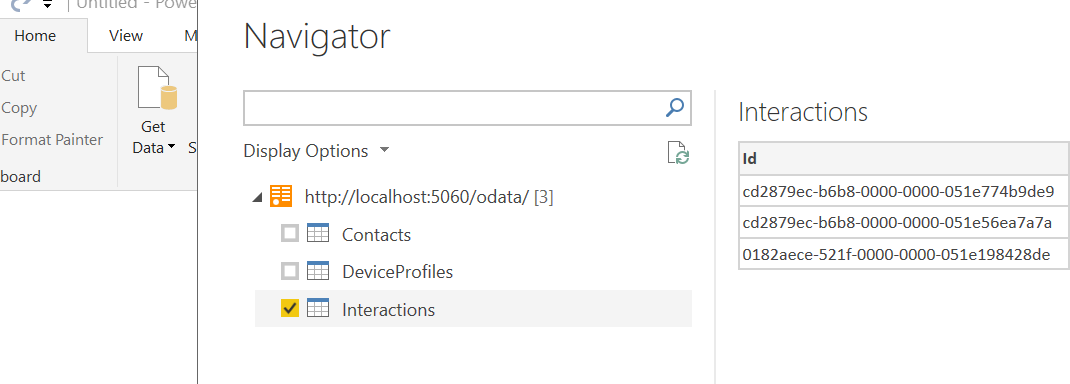 Untitled - Powe
Home View M
Cut
Copy
Format Painter
board
Get
Data
S
Navigator
Display Options
http://localhost:5060/odata/ [3]
Contacts
DeviceProfiles
Interactions
Interactions
Id
cd2879ec-b6b8-0000-0000-051e774b9de9
cd2879ec-b6b8-0000-0000-051e56ea7a7a
0182aece-521f-0000-0000-051e198428de